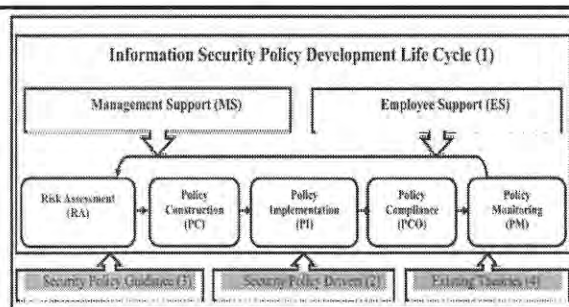 Information Security Policy Development Life Cycle (1)
Management Support (MS)
Employee Support (ES)
Risk Assessment
(RA)
Policy
Construction
(PC)
Policy
Implementation
(PI)
Policy
Compliance
(PCO)
Policy
Monitoring
(PM)
Security Policy Guidance (3)
Security Policy Driven (2)
Existing Theories (4)